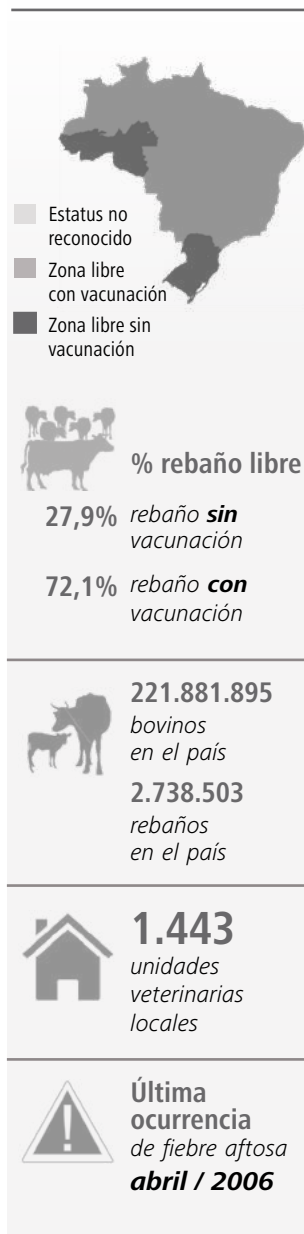 Estatus no
reconocido
Zona libre
con vacunación
Zona libre sin
vacunación
% rebaño libre
27,9% rebaño sin
vacunación
72,1% rebaño con
vacunación
221.881.895
bovinos
en el país
2.738.503
rebaños
en el país
1.443
unidades
veterinarias
locales
Última
ocurrencia
de fiebre aftosa
abril / 2006